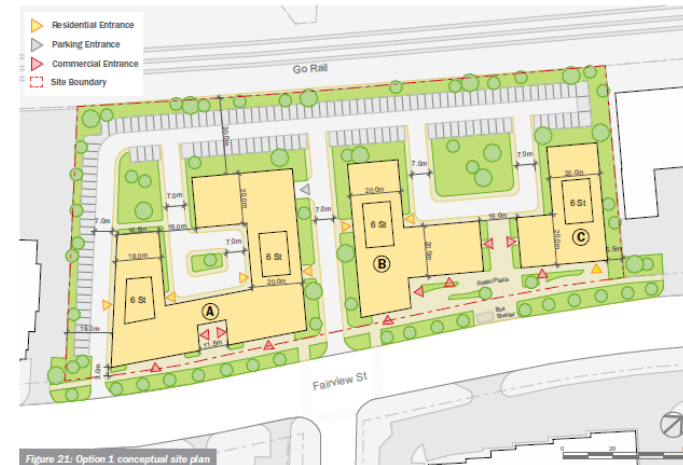 Residential Entrance
Parking Entrance
Commercial Entrance
Site Boundary
Go Rail
30.0m
7.0m
7.0m
7.0m
20.0m
7.0m
20.0m
20.0m
7.0m
16.0m
16.0m
18.0m
7.0m
6 St
6 St
18.0m
6 St
20.0m
20.0m
C
B
6 St
20.0m
5.5m
A
16.0m
11.5m
Bus
Shelter
3.0m
Fairview St
0
20
Figure 21: Option 1 conceptual site plan